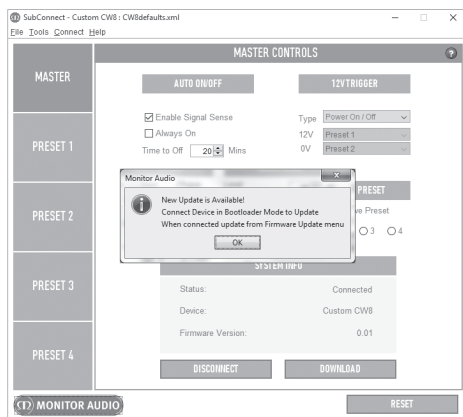 SubConnect - Custom CW8 : CW8defaults.xml
File Tools Connect Help
MASTER CONTROLS
?
MASTER
PRESET 1
PRESET 2
PRESET 3
PRESET 4
AUTO ON/OFF
Enable Signal Sense
Always On
Time to Off 20 Mins
12V TRIGGER
Type Power On / Off
12V Preset 1
0V Preset 2
PRESET
ve Preset
3 4
Monitor Audio
New Update is Available!
Connect Device in Bootloader Mode to Update
When connected update from Firmware Update menu
OK
SYSTEM INFO
Status: Connected
Device: Custom CW8
Firmware Version: 0.01
DISCONNECT DOWNLOAD
MONITOR AUDIO
RESET